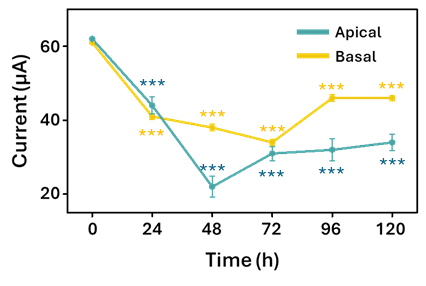 Apical
Basal
60
40
20
Current (μA)
***
***
***
***
***
***
***
***
***
***
0 24 48 72 96 120
Time (h)